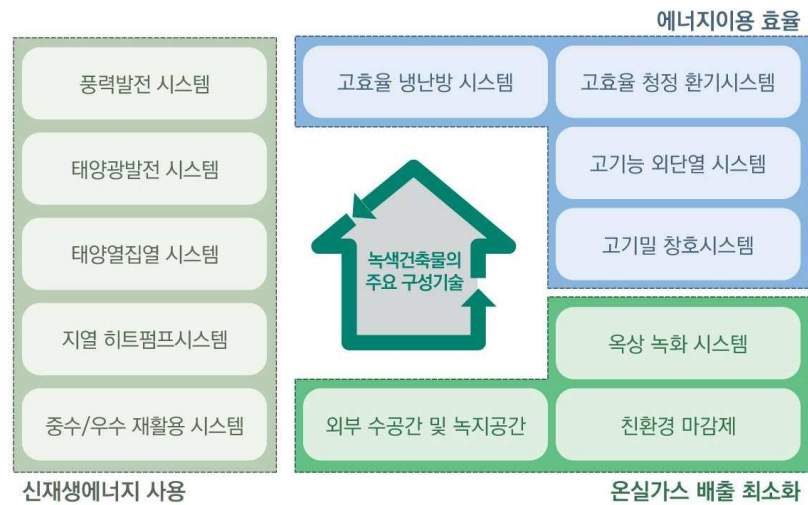 에너지이용 효율
풍력발전 시스템
태양광발전 시스템
태양열집열 시스템
지열 히트펌프시스템
중수/우수 재활용 시스템
신재생에너지 사용
고효율 냉난방 시스템
고효율 청정 환기시스템
고기능 외단열 시스템
고기밀 창호시스템
녹색건축물의
주요 구성기술
옥상 녹화 시스템
외부 수공간 및 녹지공간
친환경 마감제
온실가스 배출 최소화